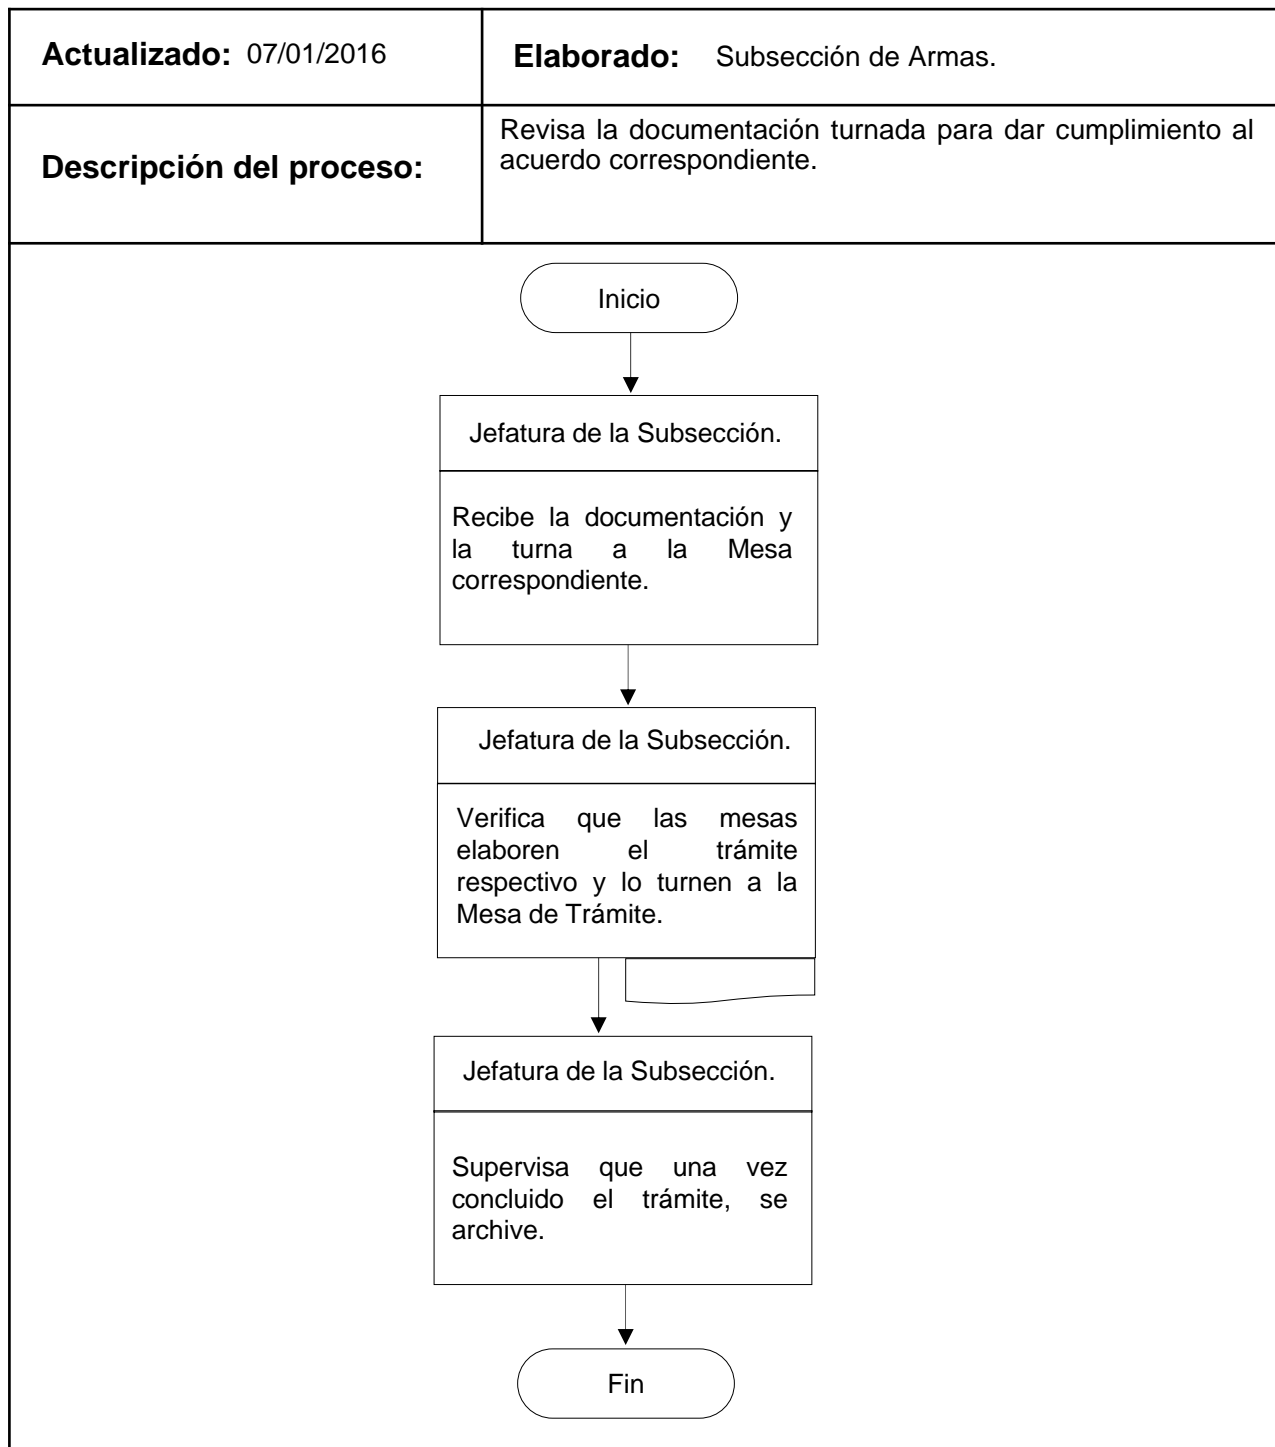 Actualizado: 07/01/2016
Elaborado: Subsección de Armas.
Descripción del proceso:
Revisa la documentación turnada para dar cumplimiento al
acuerdo correspondiente.
Inicio
Jefatura de la Subsección.
Recibe la documentación y
la turna a la Mesa
correspondiente.
Jefatura de la Subsección.
Verifica que las mesas
elaboren el trámite
respectivo y lo turnen a la
Mesa de Trámite.
Jefatura de la Subsección.
Supervisa que una vez
concluido el trámite, se
archive.
Fin